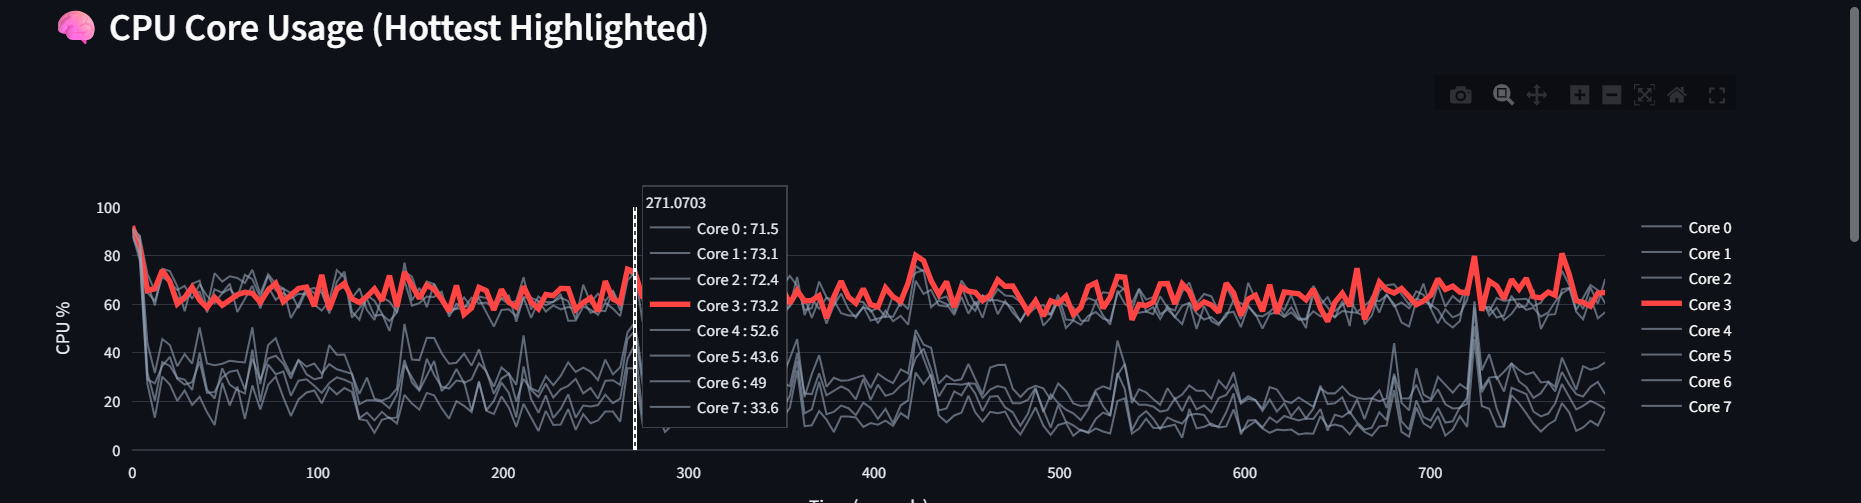 🧠 CPU Core Usage (Hottest Highlighted)
271.0703
Core 0 : 71.5
Core 1 : 73.1
Core 2 : 72.4
Core 3 : 73.2
Core 4 : 52.6
Core 5 : 43.6
Core 6 : 49
Core 7 : 33.6
100
80
60
40
20
0
CPU %
0 100 200 300 400 500 600 700
Core 0
Core 1
Core 2
Core 3
Core 4
Core 5
Core 6
Core 7